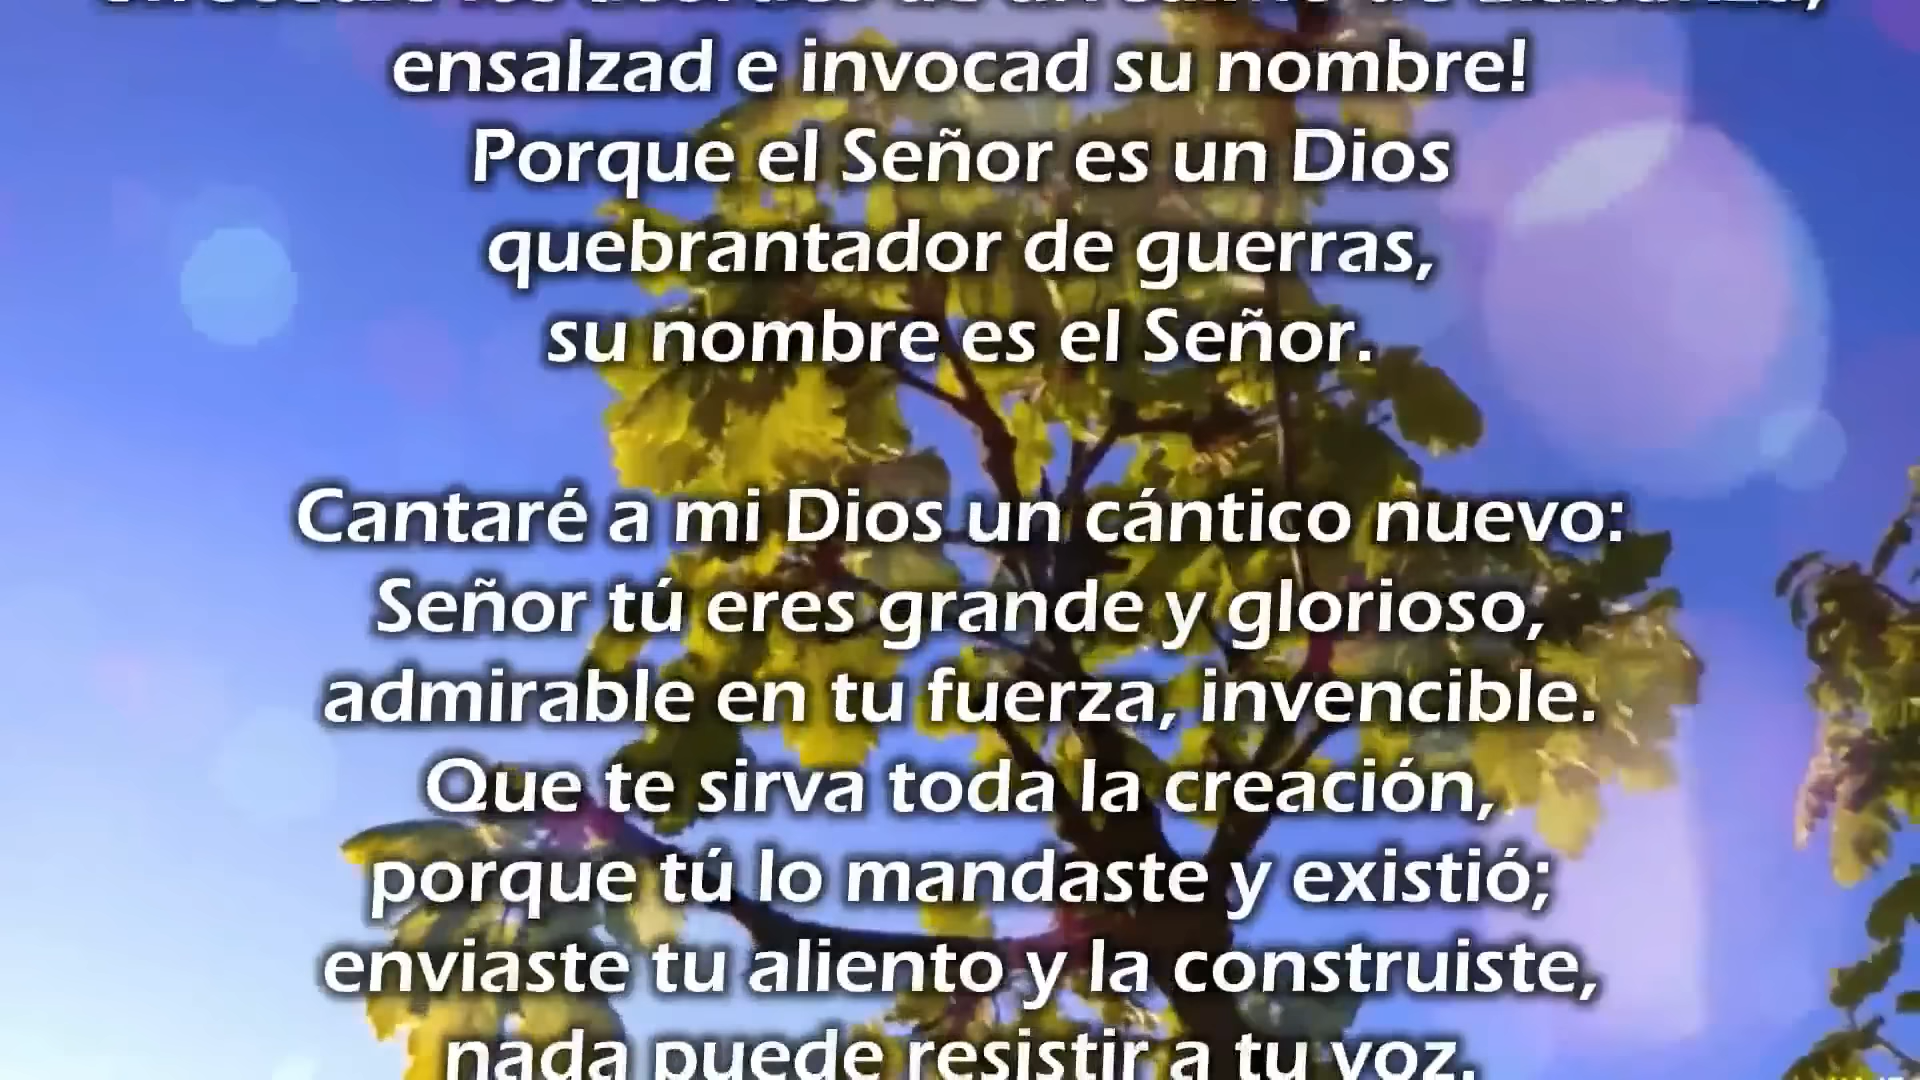 ensalzad e invocad su nombre!
Porque el Señor es un Dios
quebrantador de guerras,
su nombre es el Señor.
Cantaré a mi Dios un cántico nuevo:
Señor tú eres grande y glorioso,
admirable en tu fuerza, invencible.
Que te sirva toda la creación,
porque tú lo mandaste y existió;
enviaste tu aliento y la construiste,
nada puede resistir a tu voz.